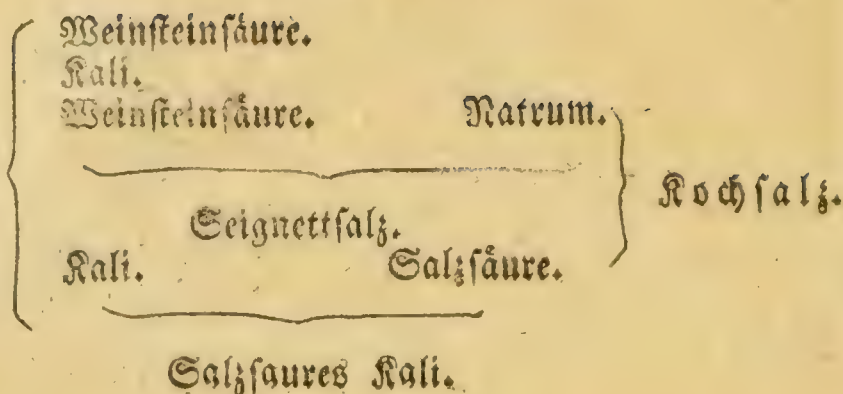 Weinſteinſäure.
Kali.
Weinſteinſäure. Natrum.
Kochſalz.
Seignettſalz.
Kali. Salzſäure.
Salzſaures Kali.